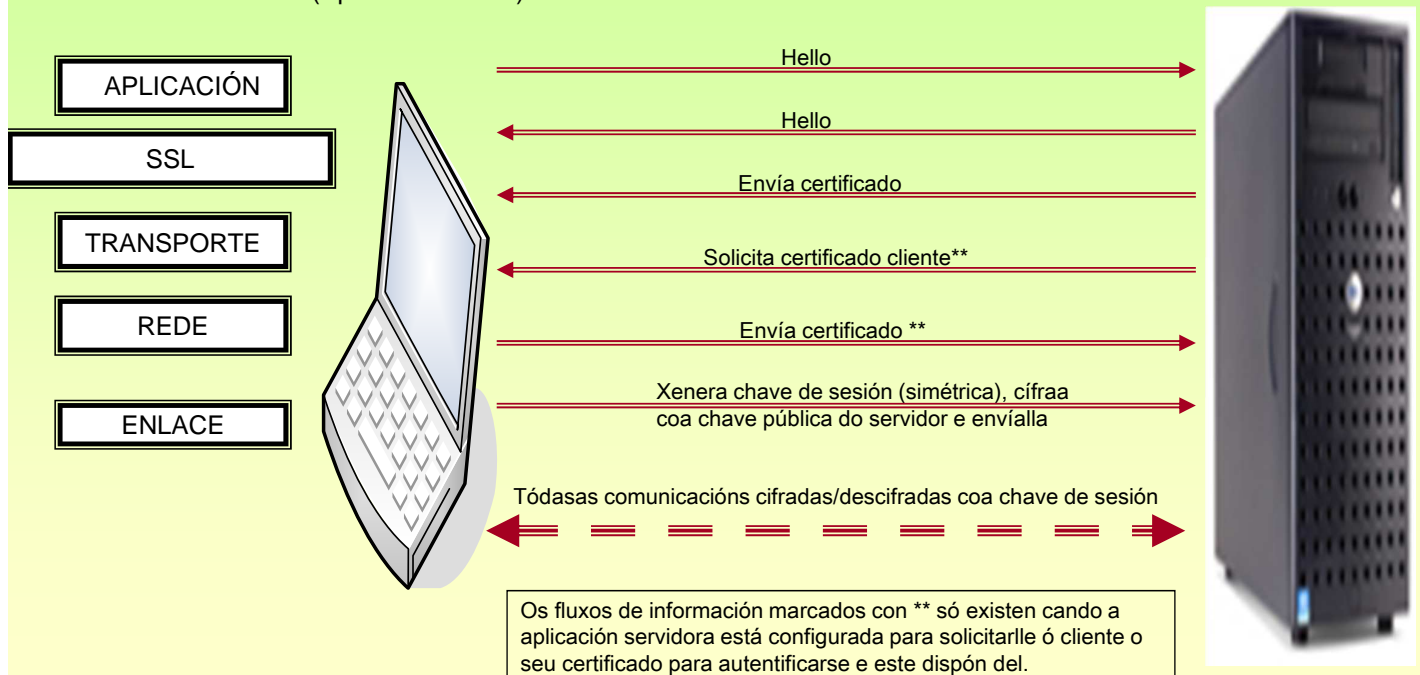 APLICACIÓN
SSL
TRANSPORTE
REDE
ENLACE
Hello
Hello
Envía certificado
Solicita certificado cliente**
Envía certificado **
Xenera chave de sesión (simétrica), cífraa
coa chave pública do servidor e envíalla
Tódasas comunicacións cifradas/descifradas coa chave de sesión
Os fluxos de información marcados con ** só existen cando a
aplicación servidora está configurada para solicitarlle ó cliente o
seu certificado para autentificarse e este dispón del.